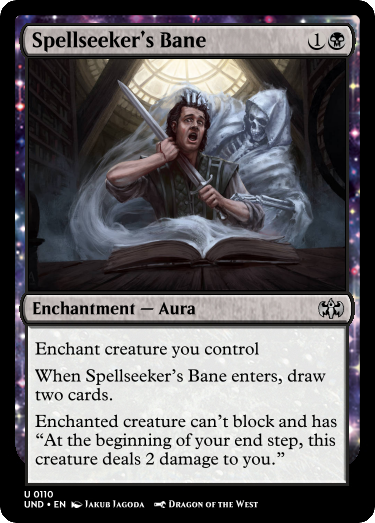 Spellseeker's Bane 1
Enchantment — Aura
Enchant creature you control
When Spellseeker's Bane enters, draw
two cards.
Enchanted creature can't block and has
“At the beginning of your end step, this
creature deals 2 damage to you.”
U 0110
UND • EN Jakub Jagoda Dragon of the West